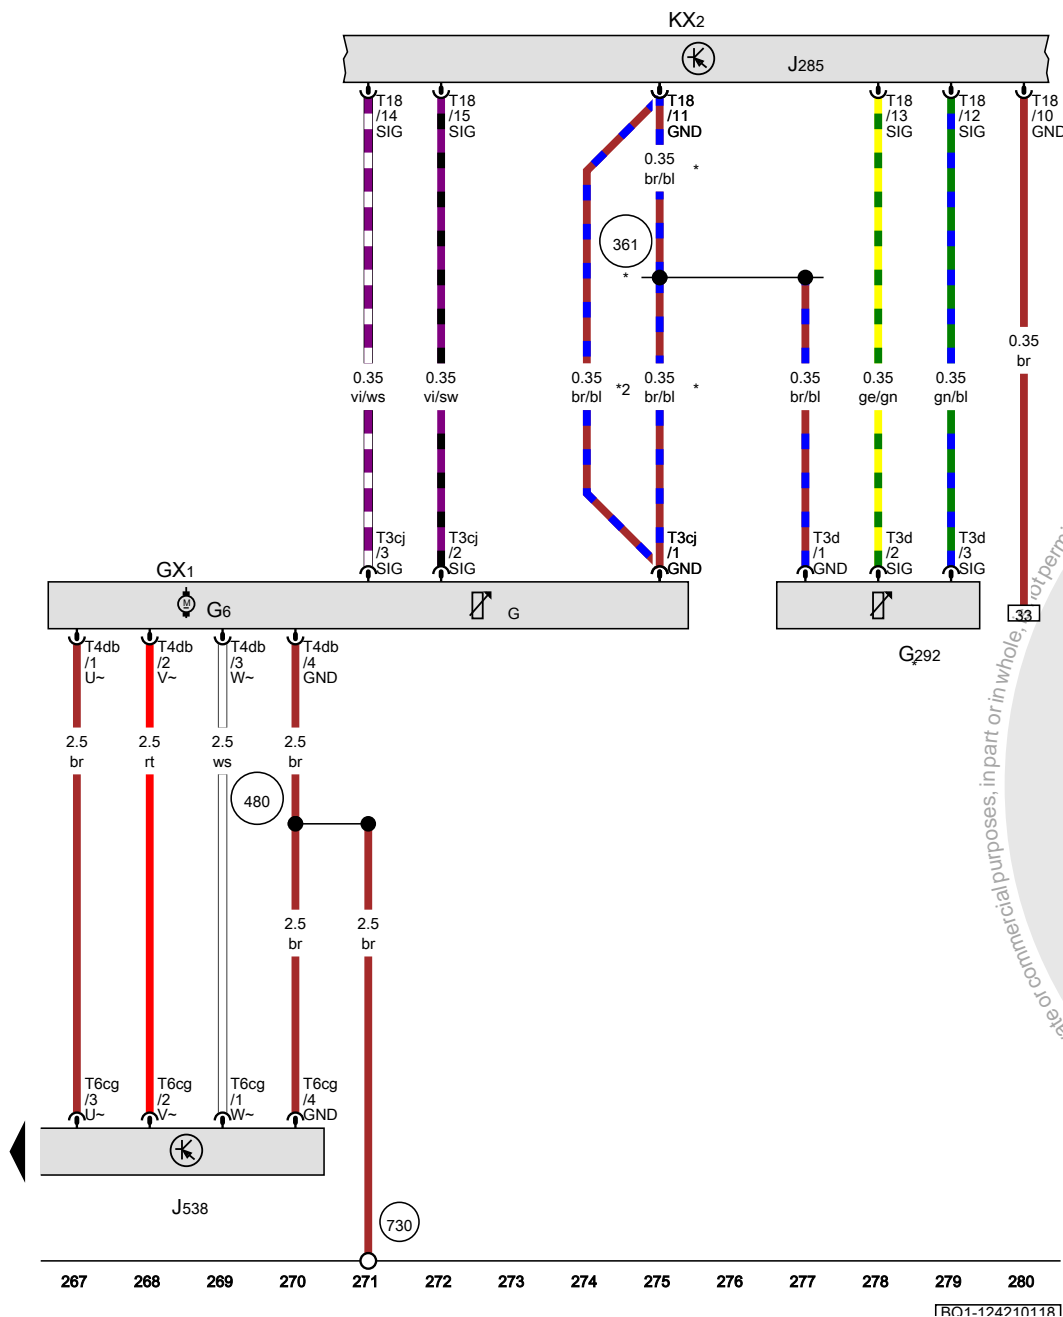 KX2
J285
T18 T18 T18 T18 T18 T18
/14 /15 /11 /13 /12 /10
SIG SIG GND SIG SIG GND
0.35
br/bl *
361
*
0.35
br
0.35 0.35 0.35 *2 0.35 * 0.35 0.35 0.35
vi/ws vi/sw br/bl br/bl br/bl ge/gn gn/bl
T3cj T3cj T3cj T3d T3d T3d
/3 /2 /1 /1 /2 /3
SIG SIG GND GND SIG SIG
GX1
M G6 G
33
G292
*
T4db T4db T4db T4db
/1 /2 /3 /4
U~ V~ W~ GND
2.5 2.5 2.5 2.5
br rt ws br
480
2.5 2.5
br br
T6cg T6cg T6cg T6cg
/3 /2 /1 /4
U~ V~ W~ GND
J538
730
267 268 269 270 271 272 273 274 275 276 277 278 279 280
BQ1-124210118
commercial purposes, in part or in whole,